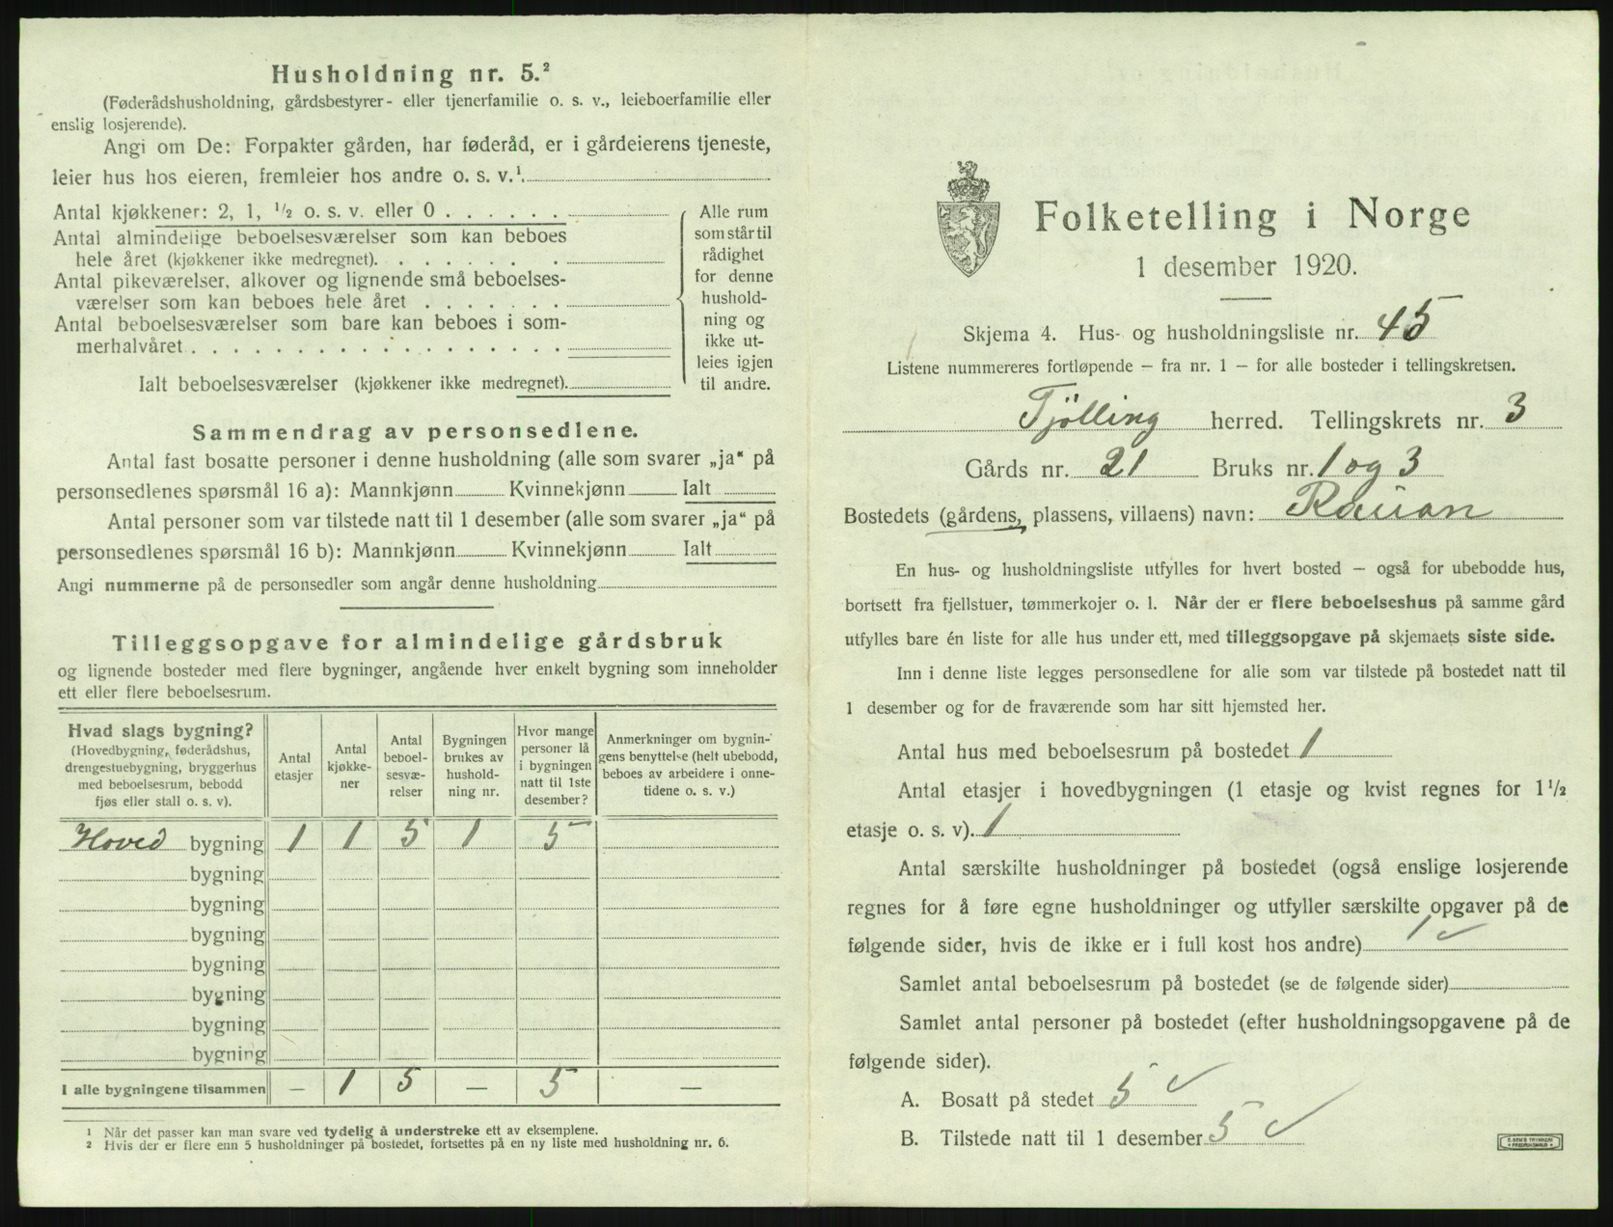 Husholdning nr. 5.²
(Føderådshusholdning, gårdsbestyrer- eller tjenerfamilie o. s. v., leieboerfamilie eller
enslig losjerende).
Angi om De: Forpakter gården, har føderåd, er i gårdeierens tjeneste,
leier hus hos eieren, fremleier hos andre o. s. v.¹
Antal kjøkkener: 2, 1, ½ o. s. v. eller 0 . . . . . .
Antal almindelige beboelsesværelser som kan beboes
hele året (kjøkkener ikke medregnet). . . . . . . .
Antal pikeværelser, alkover og lignende små beboelses-
værelser som kan beboes hele året . . . . . . .
Antal beboelsesværelser som bare kan beboes i som-
merhalvåret . . . . . . . . . . . . . . . . . .
Ialt beboelsesværelser (kjøkkener ikke medregnet).
Alle rum
som står til
rådighet
for denne
hushold-
ning og
ikke ut-
leies igjen
til andre.
Sammendrag av personsedlene.
Antal fast bosatte personer i denne husholdning (alle som svarer „ja“ på
personsedlenes spørsmål 16 a): Mannkjønn Kvinnekjønn Ialt
Antal personer som var tilstede natt til 1 desember (alle som svarer „ja“ på
personsedlenes spørsmål 16 b): Mannkjønn Kvinnekjønn Ialt
Angi nummerne på de personsedler som angår denne husholdning
Tilleggsopgave for almindelige gårdsbruk
og lignende bosteder med flere bygninger, angående hver enkelt bygning som inneholder
ett eller flere beboelsesrum.
Hvad slags bygning?
(Hovedbygning, føderådshus,
drengestuebygning, bryggerhus
med beboelsesrum, bebodd
fjøs eller stall o. s. v).
Antal
etasjer
Antal
kjøkke-
ner
Antal
beboel-
sesvæ-
relser
Bygningen
brukes av
hushold-
ning nr.
Hvor mange
personer lå
i bygningen
natt til 1ste
desember?
Anmerkninger om bygnin-
gens benyttelse (helt ubebodd,
beboes av arbeidere i onne-
tidene o. s. v.)
Hoved bygning 1 1 5 1 5
bygning
bygning
bygning
bygning
bygning
bygning
bygning
I alle bygningene tilsammen — 1 5 — 5 —
¹ Når det passer kan man svare ved tydelig å understreke ett av eksemplene.
² Hvis der er flere enn 5 husholdninger på bostedet, fortsettes på en ny liste med husholdning nr. 6.
Folketelling i Norge
1 desember 1920.
Skjema 4. Hus- og husholdningsliste nr. 45
Listene nummereres fortløpende — fra nr. 1 — for alle bosteder i tellingskretsen.
Tjölling herred. Tellingskrets nr. 3
Gårds nr. 21 Bruks nr. 1 og 3
Bostedets (gårdens, plassens, villaens) navn: Rauan
En hus- og husholdningsliste utfylles for hvert bosted — også for ubebodde hus,
bortsett fra fjellstuer, tømmerkojer o. l. Når der er flere beboelseshus på samme gård
utfylles bare én liste for alle hus under ett, med tilleggsopgave på skjemaets siste side.
Inn i denne liste legges personsedlene for alle som var tilstede på bostedet natt til
1 desember og for de fraværende som har sitt hjemsted her.
Antal hus med beboelsesrum på bostedet 1
Antal etasjer i hovedbygningen (1 etasje og kvist regnes for 1½
etasje o. s. v). 1
Antal særskilte husholdninger på bostedet (også enslige losjerende
regnes for å føre egne husholdninger og utfyller særskilte opgaver på de
følgende sider, hvis de ikke er i full kost hos andre) 1 ✓
Samlet antal beboelsesrum på bostedet (se de følgende sider)
Samlet antal personer på bostedet (efter husholdningsopgavene på de
følgende sider).
A. Bosatt på stedet 5 ✓
B. Tilstede natt til 1 desember 5 ✓